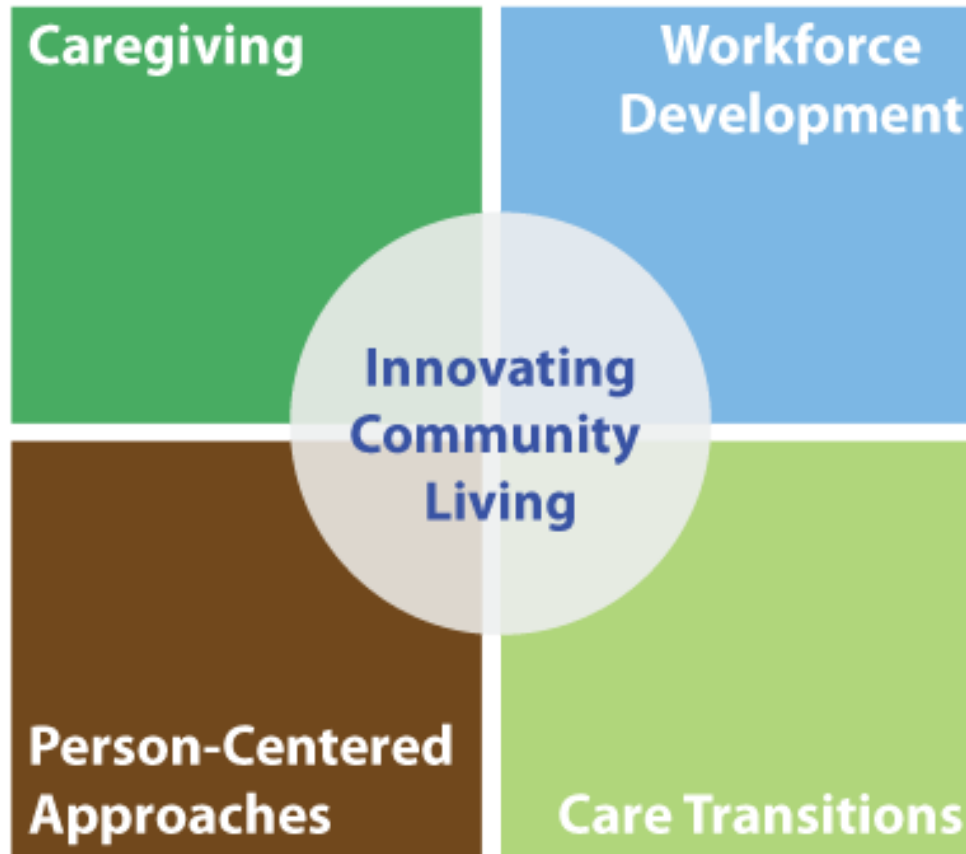 Caregiving
Workforce
Development
Innovating
Community
Living
Person-Centered
Approaches
Care Transitions